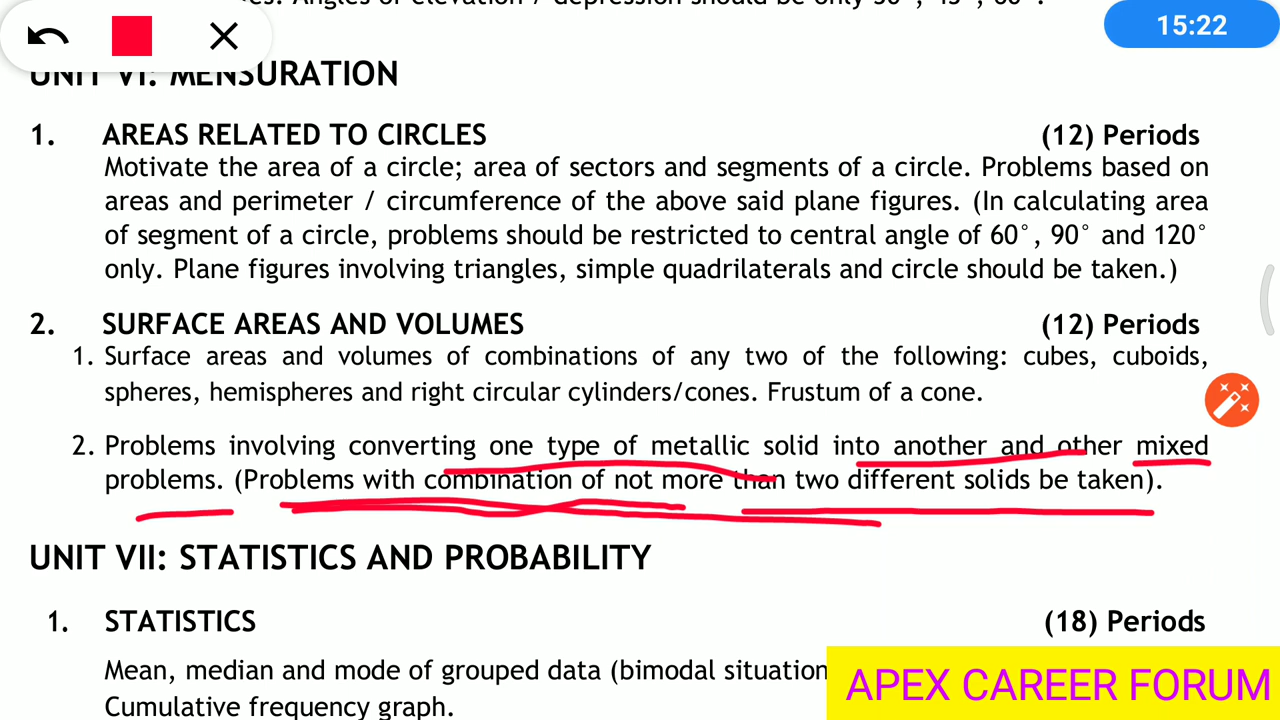 15:22
UNIT VI: MENSURATION
1. AREAS RELATED TO CIRCLES (12) Periods
Motivate the area of a circle; area of sectors and segments of a circle. Problems based on
areas and perimeter / circumference of the above said plane figures. (In calculating area
of segment of a circle, problems should be restricted to central angle of 60°, 90° and 120°
only. Plane figures involving triangles, simple quadrilaterals and circle should be taken.)
2. SURFACE AREAS AND VOLUMES (12) Periods
1. Surface areas and volumes of combinations of any two of the following: cubes, cuboids,
spheres, hemispheres and right circular cylinders/cones. Frustum of a cone.
2. Problems involving converting one type of metallic solid into another and other mixed
problems. (Problems with combination of not more than two different solids be taken).
UNIT VII: STATISTICS AND PROBABILITY
1. STATISTICS (18) Periods
Mean, median and mode of grouped data (bimodal situation
Cumulative frequency graph.
APEX CAREER FORUM